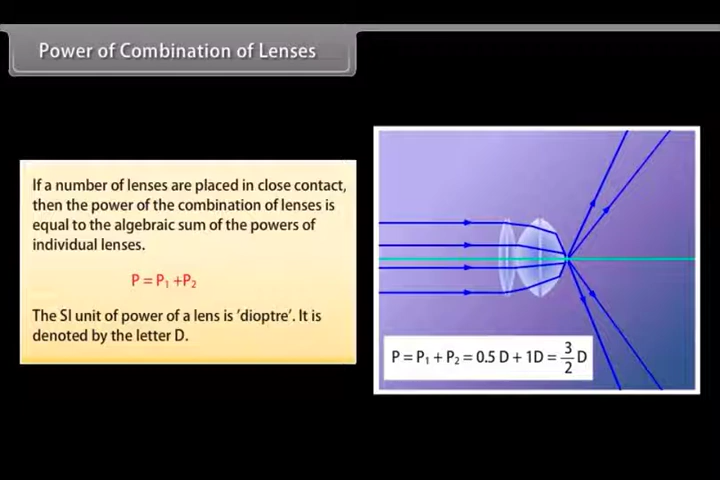 Power of Combination of Lenses
If a number of lenses are placed in close contact,
then the power of the combination of lenses is
equal to the algebraic sum of the powers of
individual lenses.
P = P₁ +P₂
The SI unit of power of a lens is ‘dioptre’. It is
denoted by the letter D.
P = P₁ + P₂ = 0.5 D + 1D = 3/2 D